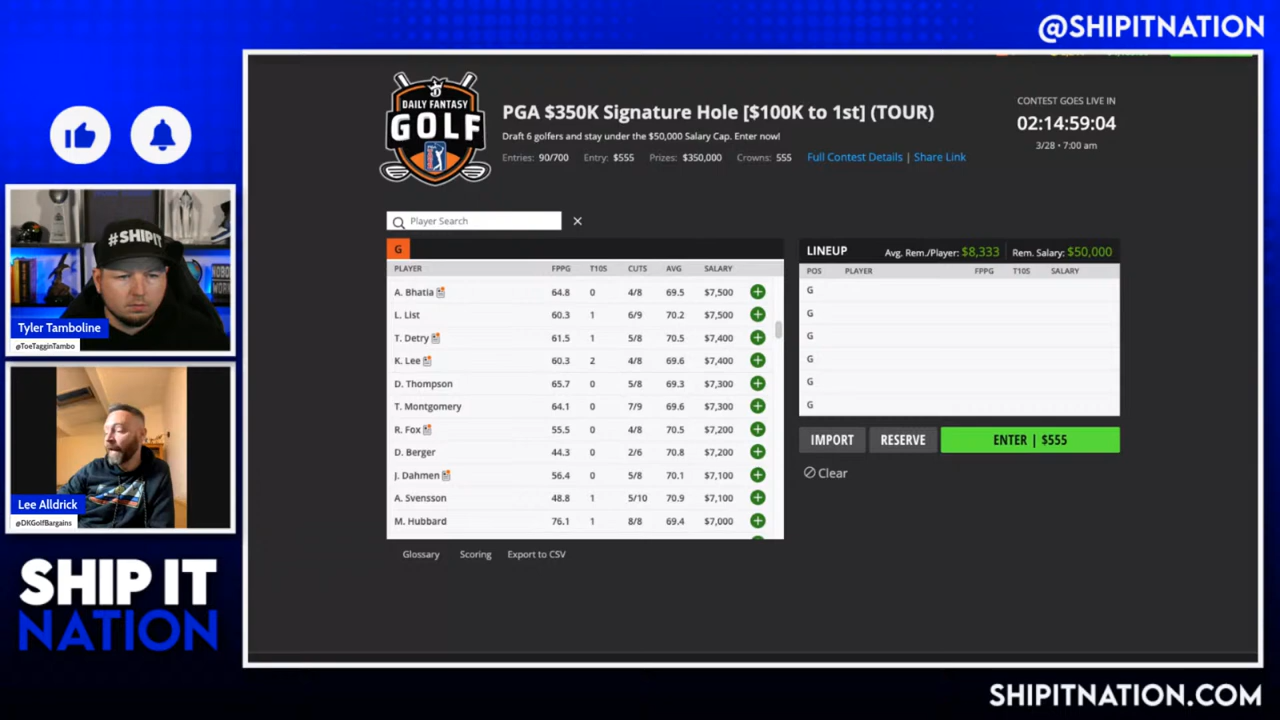 @SHIPITNATION
DAILY FANTASY
GOLF
PGA $350K Signature Hole [$100K to 1st] (TOUR)
Draft 6 golfers and stay under the $50,000 Salary Cap. Enter now!
Entries: 90/700 Entry: $555 Prizes: $350,000 Crowns: 555 Full Contest Details | Share Link
CONTEST GOES LIVE IN
02:14:59:04
3/28 • 7:00 am
Player Search
G
PLAYER FPPG T10S CUTS AVG SALARY
A. Bhatia 64.8 0 4/8 69.5 $7,500
L. List 60.3 1 6/9 70.2 $7,500
T. Detry 61.5 1 5/8 70.5 $7,400
K. Lee 60.3 2 4/8 69.6 $7,400
D. Thompson 65.7 0 5/8 69.3 $7,300
T. Montgomery 64.1 0 7/9 69.6 $7,300
R. Fox 55.5 0 4/8 70.5 $7,200
D. Berger 44.3 0 2/6 70.8 $7,200
J. Dahmen 56.4 0 5/8 70.1 $7,100
A. Svensson 48.8 1 5/10 70.9 $7,100
M. Hubbard 76.1 1 8/8 69.4 $7,000
Glossary Scoring Export to CSV
LINEUP Avg. Rem./Player: $8,333 Rem. Salary: $50,000
POS PLAYER FPPG T10S SALARY
G
G
G
G
G
G
IMPORT RESERVE ENTER | $555
Clear
#SHIPIT
Tyler Tamboline
@ToeTagginTambo
Lee Alldrick
@DKGolfBargains
SHIP IT
NATION
SHIPITNATION.COM